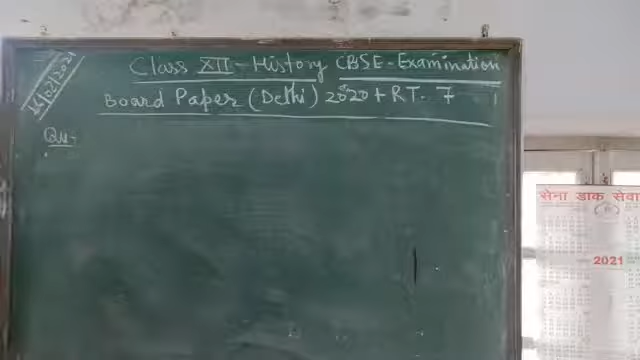 Class XII - History CBSE - Examination
Board Paper (Delhi) 2020 + RT. 7
Qu-
सेना डाक सेवा
2021